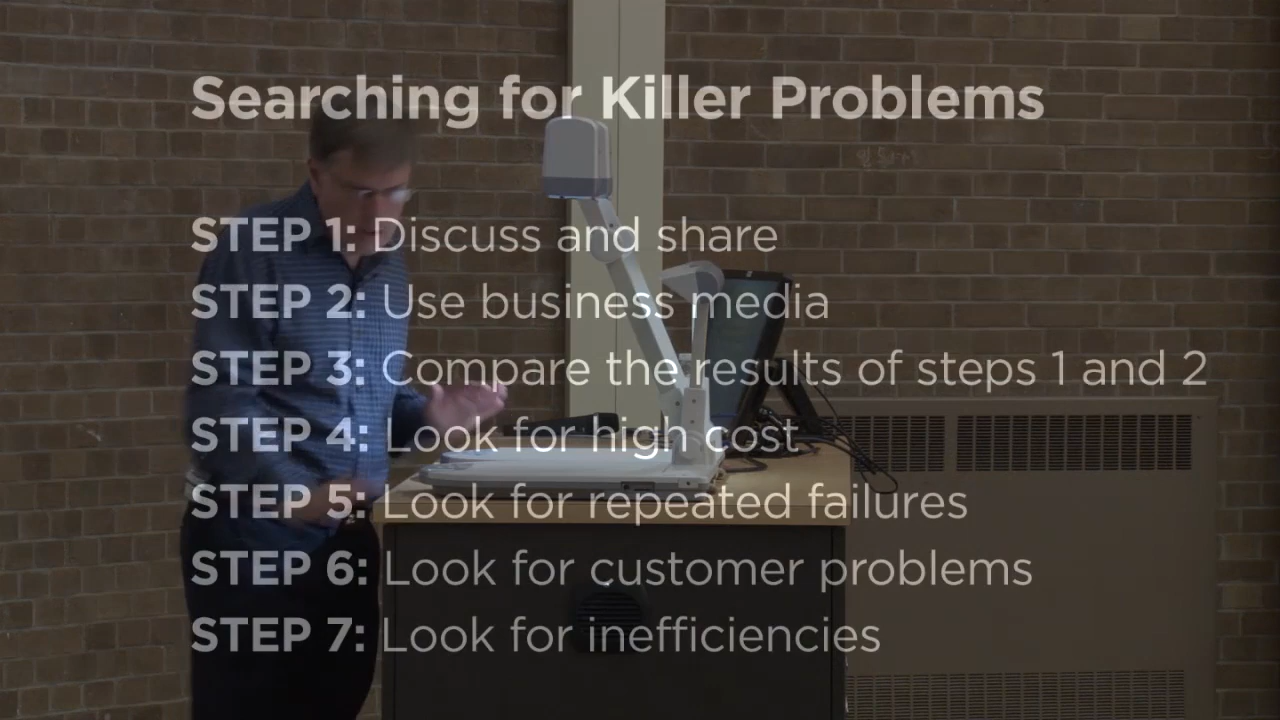 Searching for Killer Problems
STEP 1: Discuss and share
STEP 2: Use business media
STEP 3: Compare the results of steps 1 and 2
STEP 4: Look for high cost
STEP 5: Look for repeated failures
STEP 6: Look for customer problems
STEP 7: Look for inefficiencies